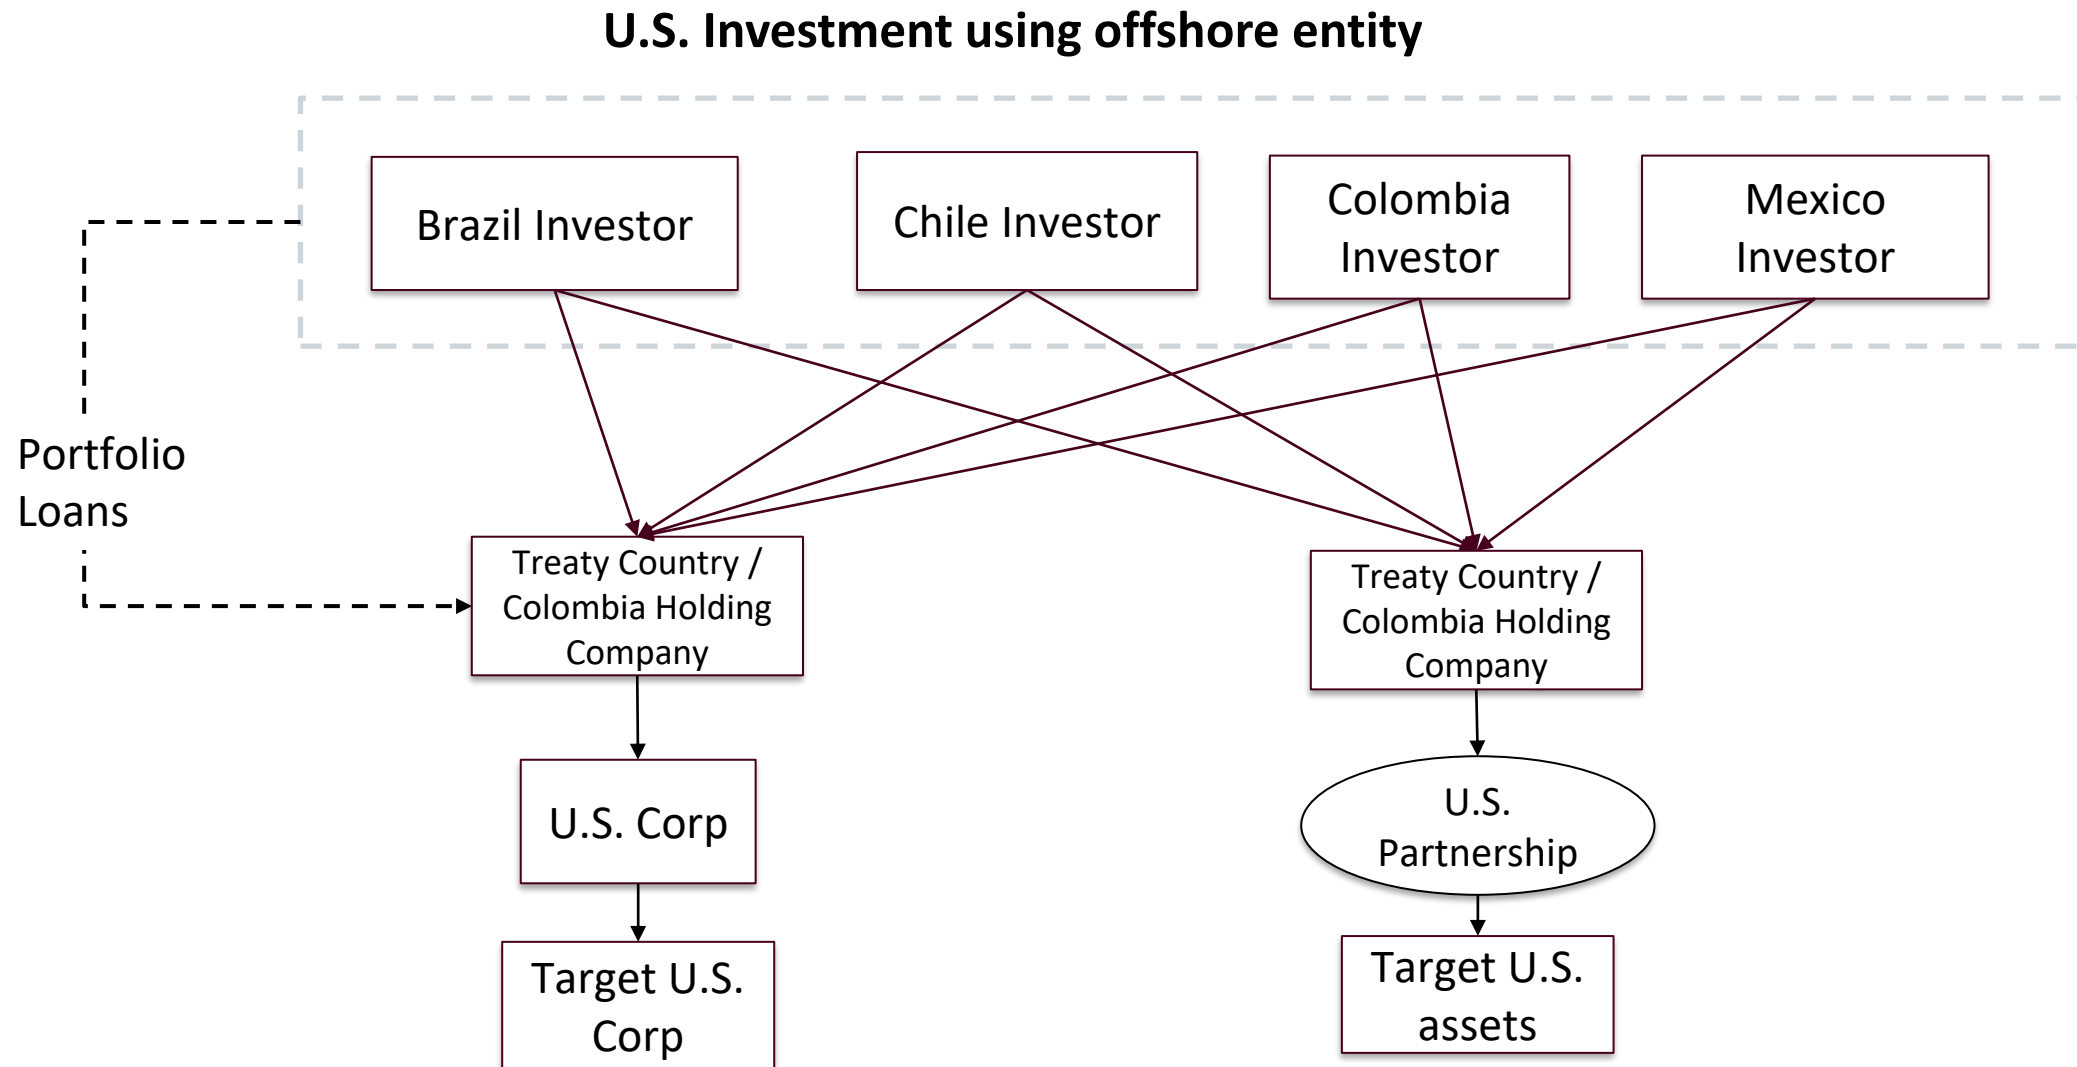 U.S. Investment using offshore entity
Brazil Investor
Chile Investor
Colombia
Investor
Mexico
Investor
Portfolio
Loans
Treaty Country /
Colombia Holding
Company
Treaty Country /
Colombia Holding
Company
U.S. Corp
U.S.
Partnership
Target U.S.
Corp
Target U.S.
assets